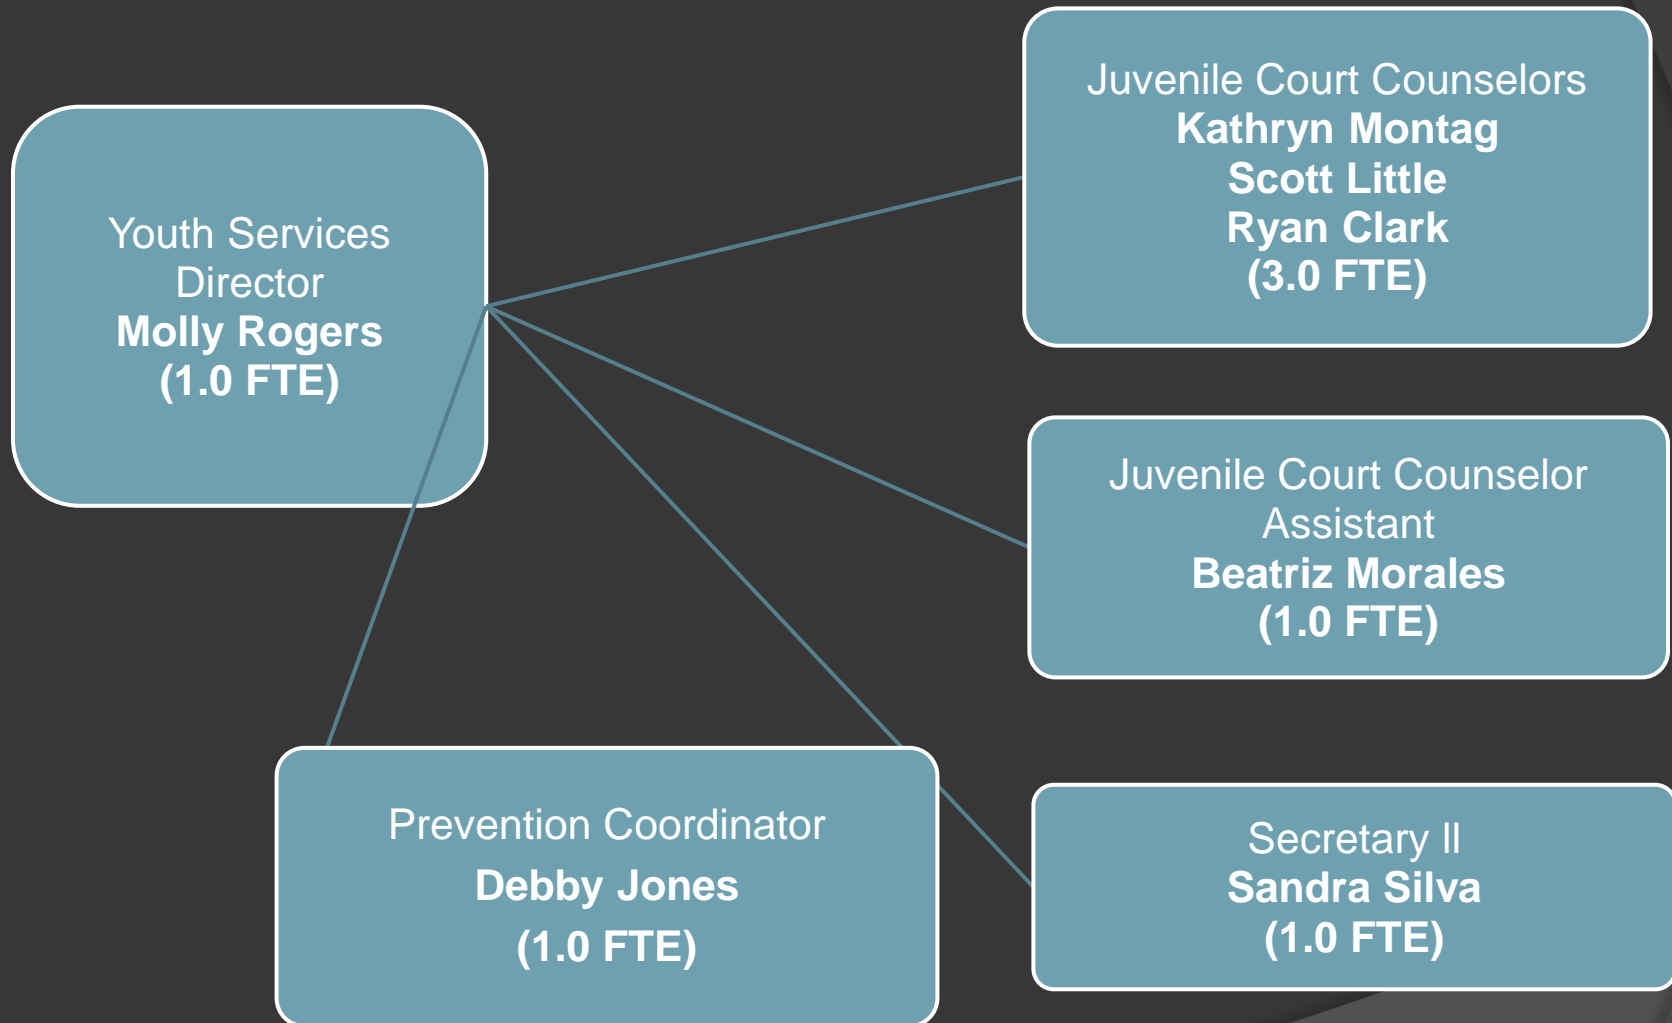 Youth Services
Director
Molly Rogers
(1.0 FTE)
Juvenile Court Counselors
Kathryn Montag
Scott Little
Ryan Clark
(3.0 FTE)
Juvenile Court Counselor
Assistant
Beatriz Morales
(1.0 FTE)
Prevention Coordinator
Debby Jones
(1.0 FTE)
Secretary II
Sandra Silva
(1.0 FTE)